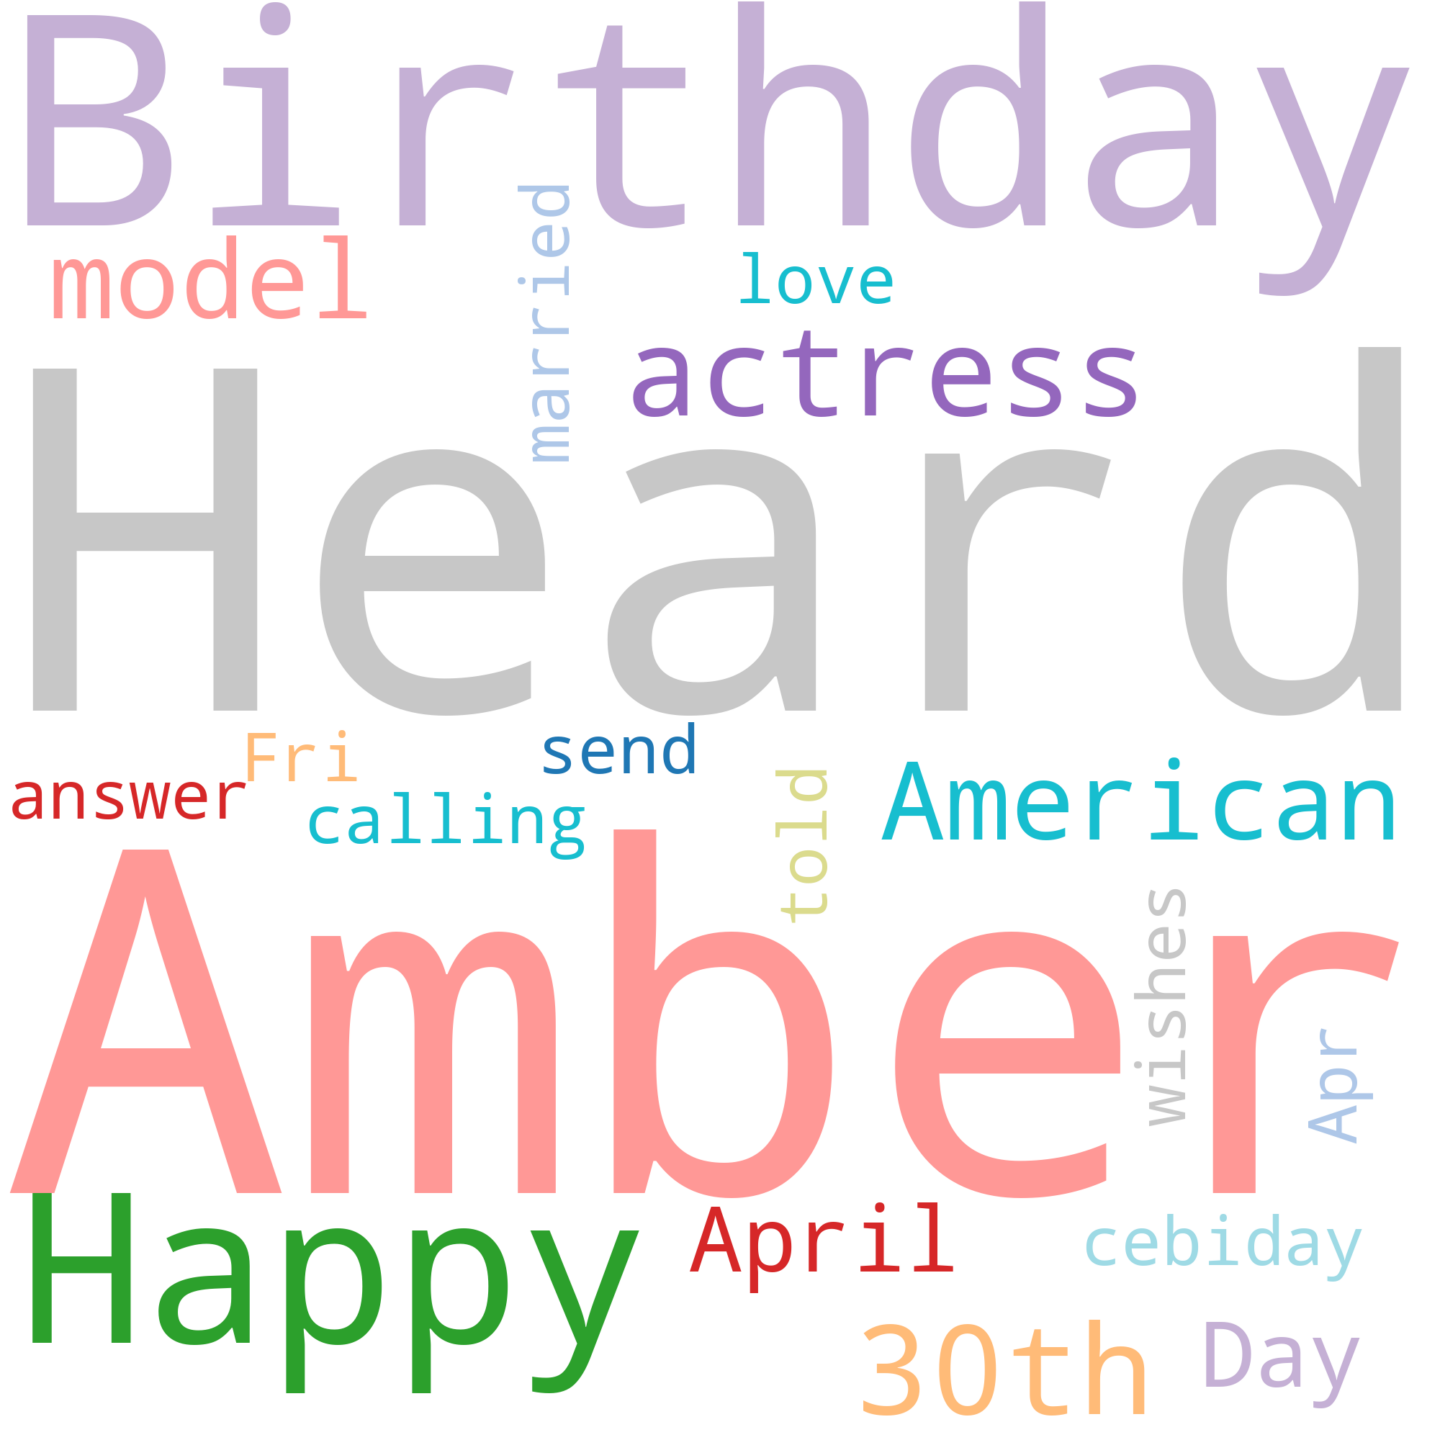 Birthday
model
married
love
actress
Heard
Fri
send
answer
calling
told
American
Amber
wishes
Apr
Happy
April
cebiday
30th
Day